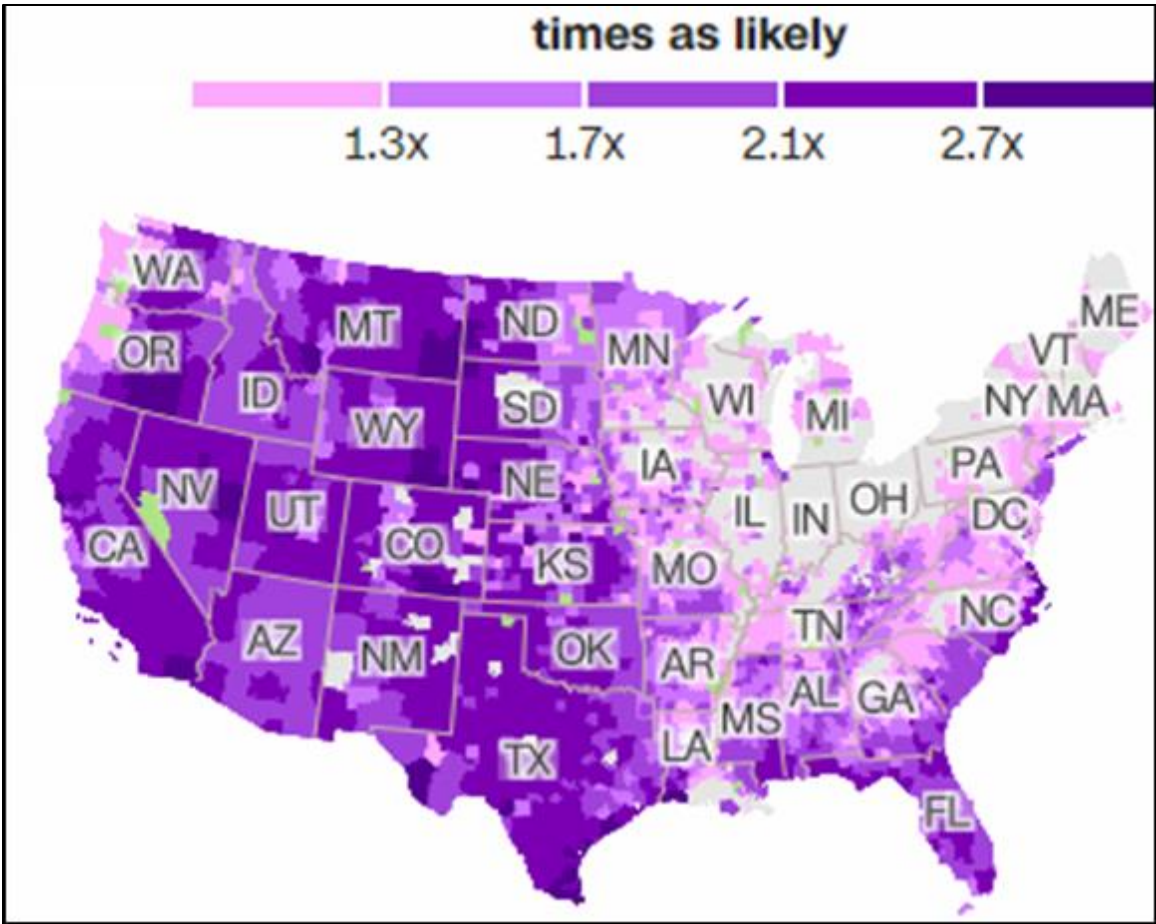 times as likely
1.3x 1.7x 2.1x 2.7x
WA
ME
MT ND
VT
OR MN
ID SD WI NY MA
WY MI
NE IA PA
NV OH
UT IL IN DC
CA CO KS MO
NC
TN
AZ NM OK AR
AL GA
MS
LA
TX
FL